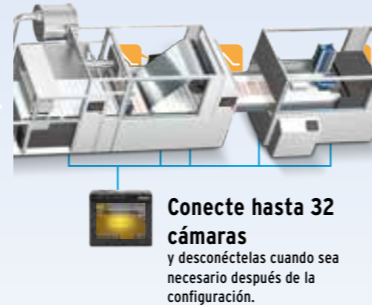 Conecte hasta 32
cámaras
y desconéctelas cuando sea
necesario después de la
configuración.